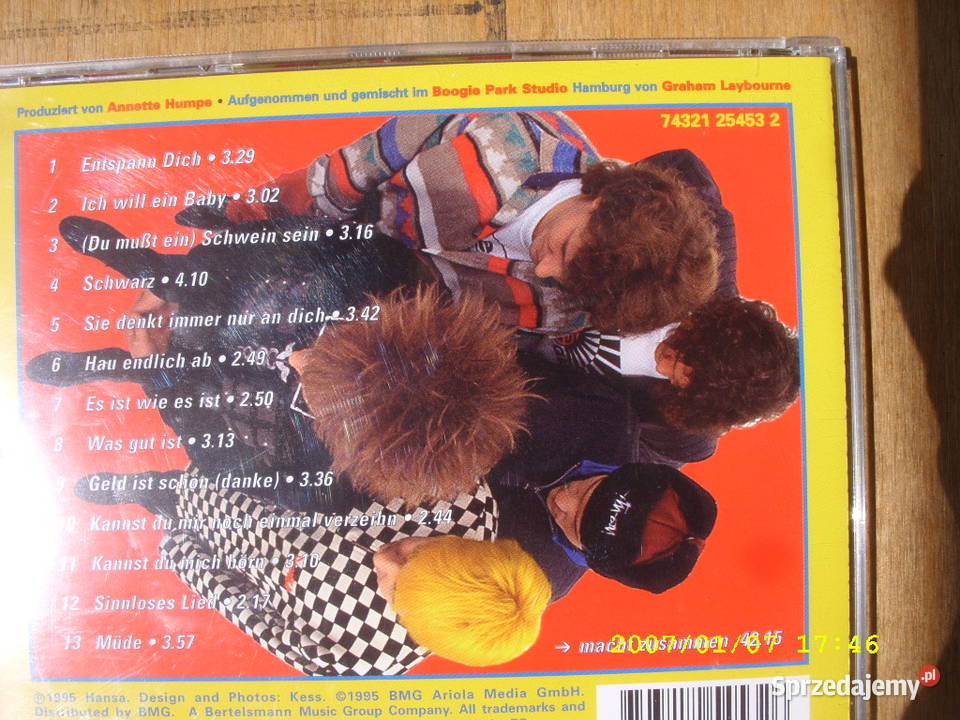 Produziert von Annette Humpe • Aufgenommen und gemischt im Boogie Park Studio Hamburg von Graham Laybourne
74321 25453 2
1 Entspann Dich • 3.29
2 Ich will ein Baby • 3.02
3 (Du mußt ein) Schwein sein • 3.16
4 Schwarz • 4.10
5 Sie denkt immer nur an dich • 3.42
6 Hau endlich ab • 2.49
7 Es ist wie es ist • 2.50
8 Was gut ist • 3.13
9 Geld ist schön (danke) • 3.36
10 Kannst du mir noch einmal verzeihn • 2.44
11 Kannst du mich hörn • 3.10
12 Sinnloses Lied • 2.17
13 Müde • 3.57
→ macht zusammen 42.15
2007/01/07 17:46
℗1995 Hansa. Design and Photos: Kess. ©1995 BMG Ariola Media GmbH.
Distributed by BMG. A Bertelsmann Music Group Company. All trademarks and
Sprzedajemy.pl